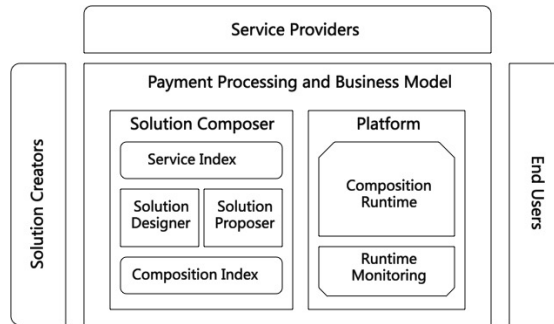 Service Providers
Solution Creators
Payment Processing and Business Model
Solution Composer
Service Index
Solution
Designer
Solution
Proposer
Composition Index
Platform
Composition
Runtime
Runtime
Monitoring
End Users